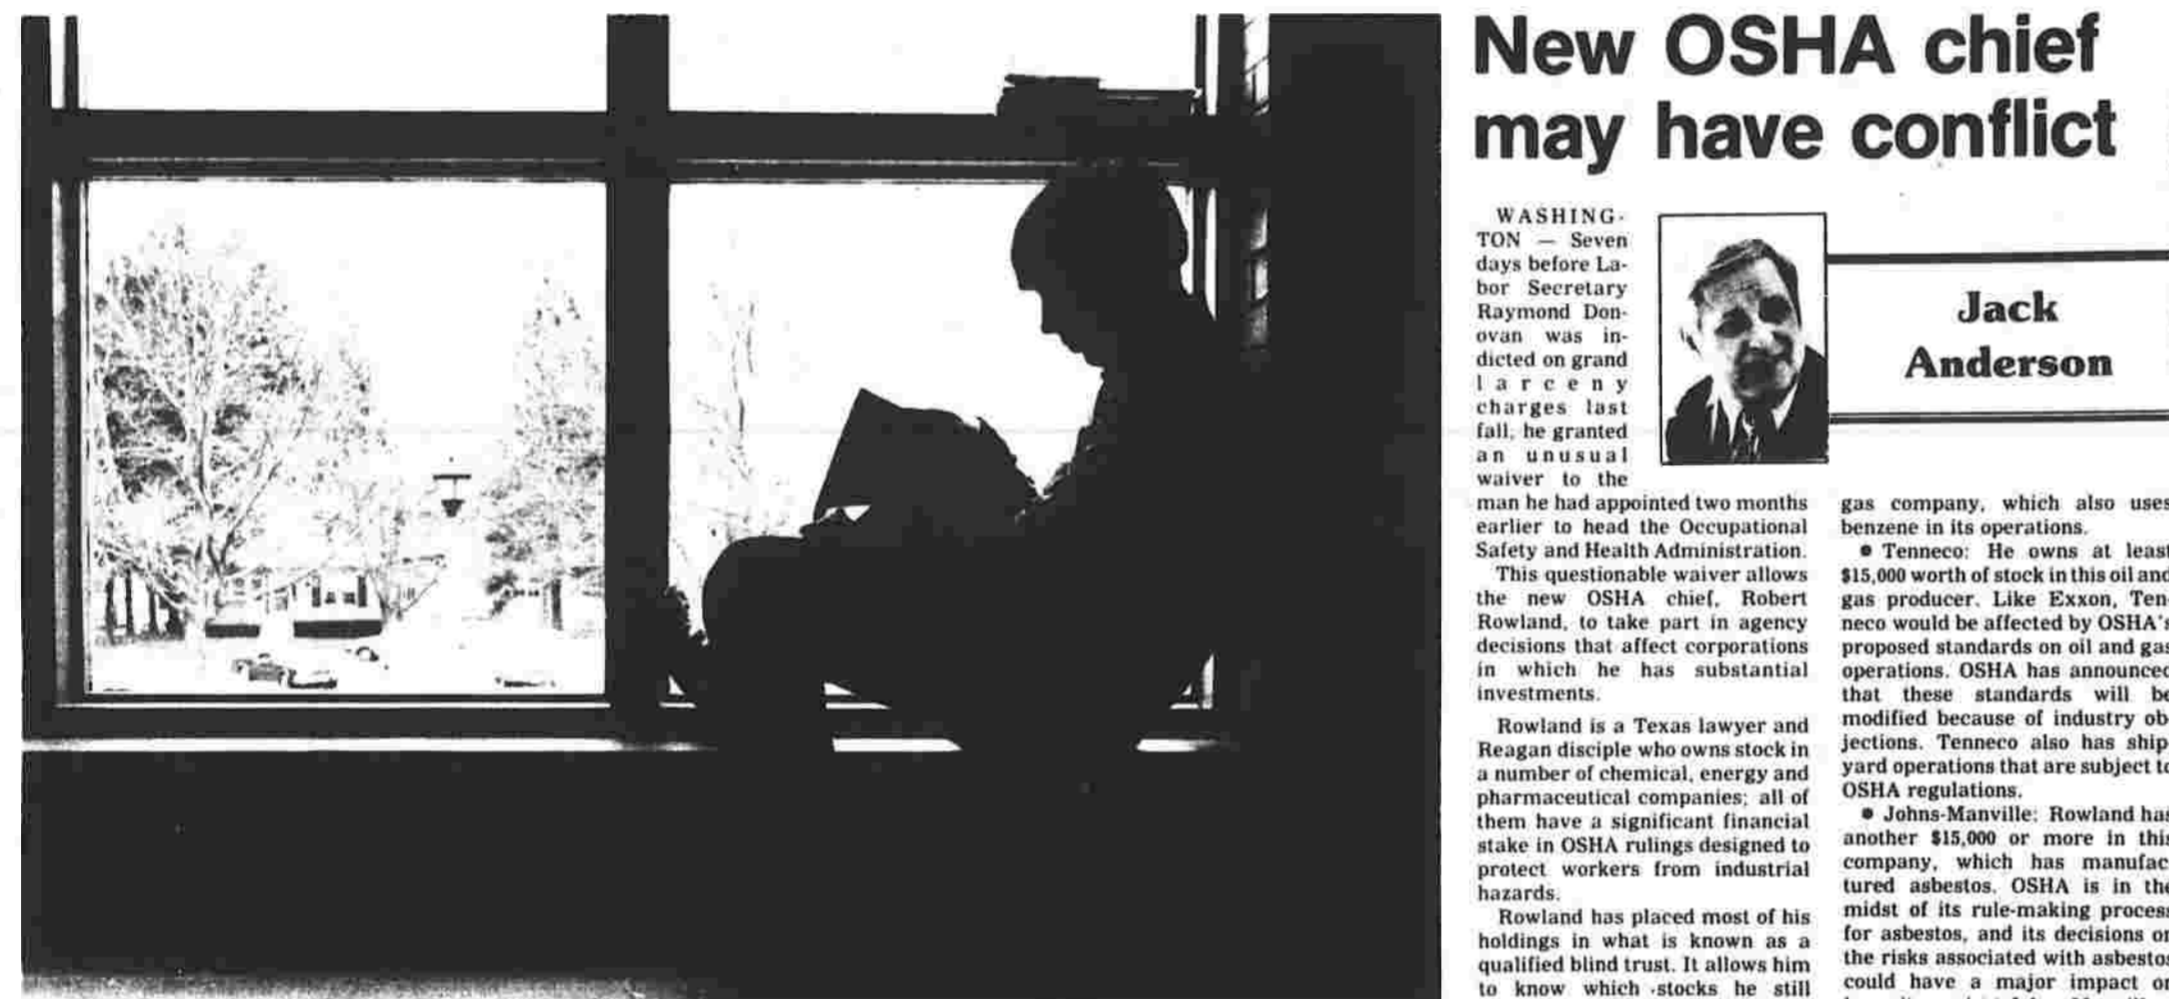 New OSHA chief
may have conflict
Jack
Anderson
WASHING-
TON — Seven
days before La-
bor Secretary
Raymond Don-
ovan was in-
dicted on grand
larceny
charges last
fall, he granted
an unusual
waiver to the
man he had appointed two months
earlier to head the Occupational
Safety and Health Administration.
This questionable waiver allows
the new OSHA chief, Robert
Rowland, to take part in agency
decisions that affect corporations
in which he has substantial
investments.
Rowland is a Texas lawyer and
Reagan disciple who owns stock in
a number of chemical, energy and
pharmaceutical companies; all of
them have a significant financial
stake in OSHA rulings designed to
protect workers from industrial
hazards.
Rowland has placed most of his
holdings in what is known as a
qualified blind trust. It allows him
to know which stocks he still
gas company, which also uses
benzene in its operations.
• Tenneco: He owns at least
$15,000 worth of stock in this oil and
gas producer. Like Exxon, Ten-
neco would be affected by OSHA's
proposed standards on oil and gas
operations. OSHA has announced
that these standards will be
modified because of industry ob-
jections. Tenneco also has ship-
yard operations that are subject to
OSHA regulations.
• Johns-Manville: Rowland has
another $15,000 or more in this
company, which has manufac-
tured asbestos. OSHA is in the
midst of its rule-making process
for asbestos, and its decisions on
the risks associated with asbestos
could have a major impact on